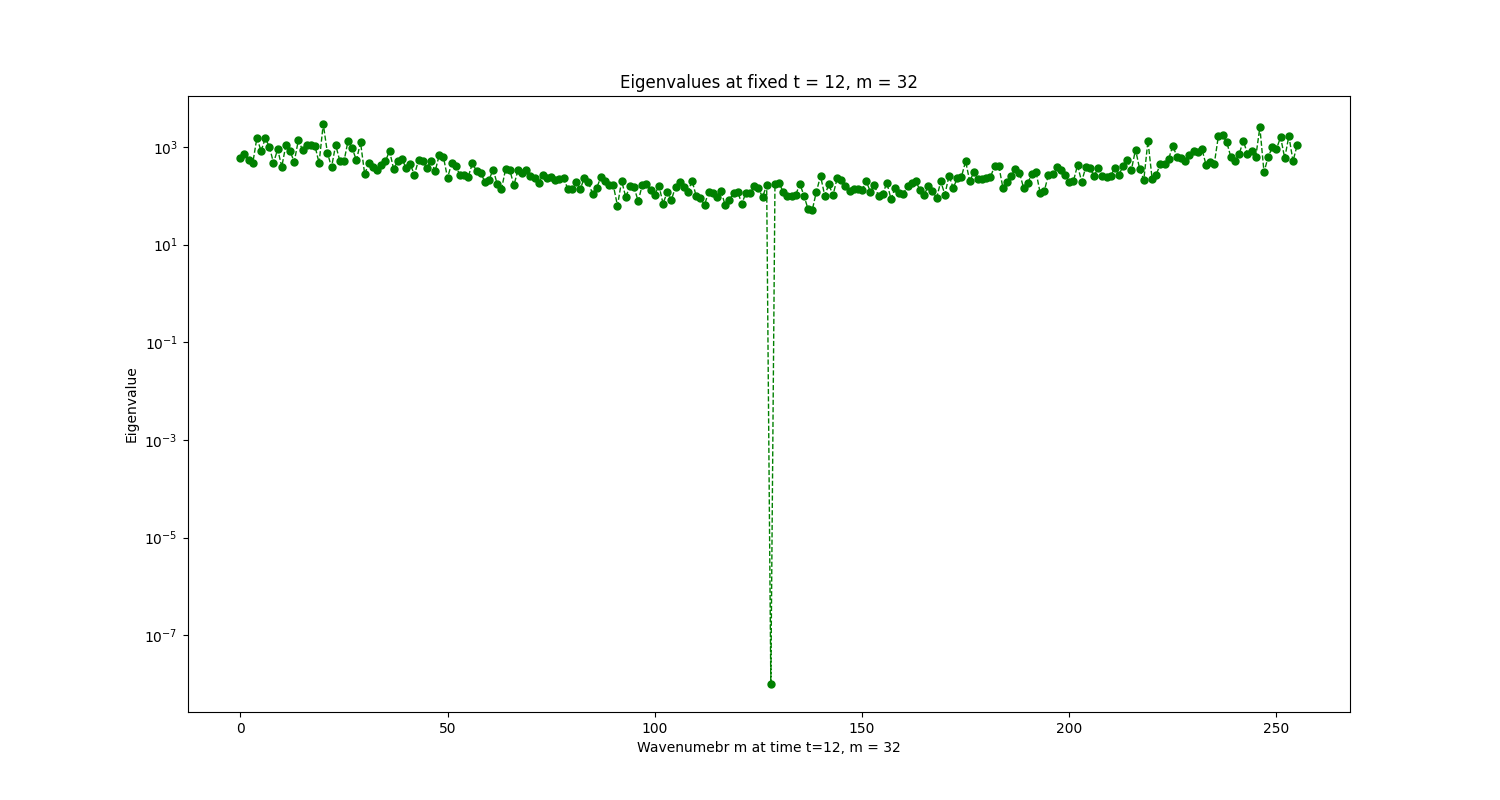 Eigenvalues at fixed t = 12, m = 32
10^3
10^1
10^-1
10^-3
10^-5
10^-7
Eigenvalue
0 50 100 150 200 250
Wavenumebr m at time t=12, m = 32